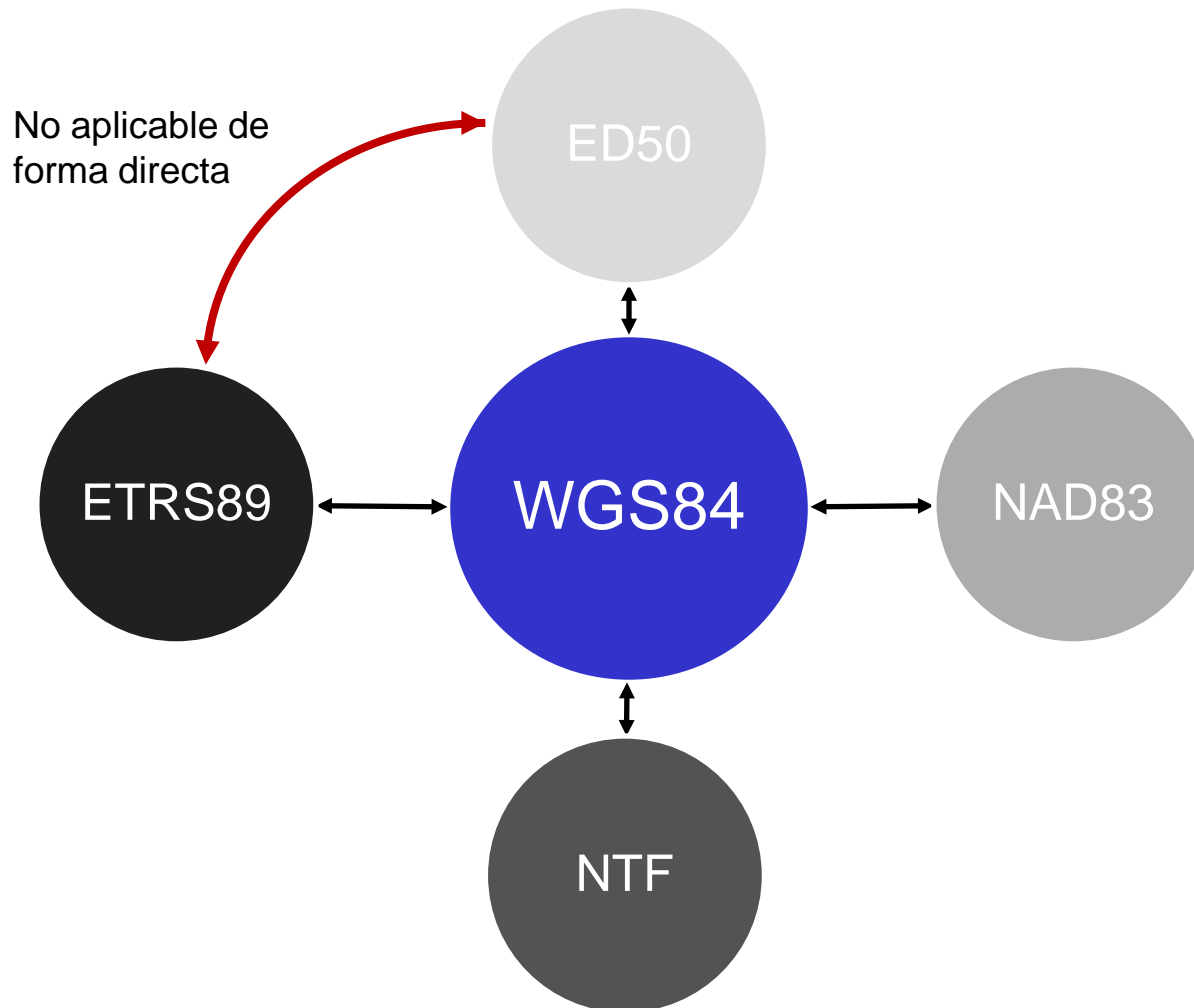 No aplicable de
forma directa
ED50
ETRS89
WGS84
NAD83
NTF